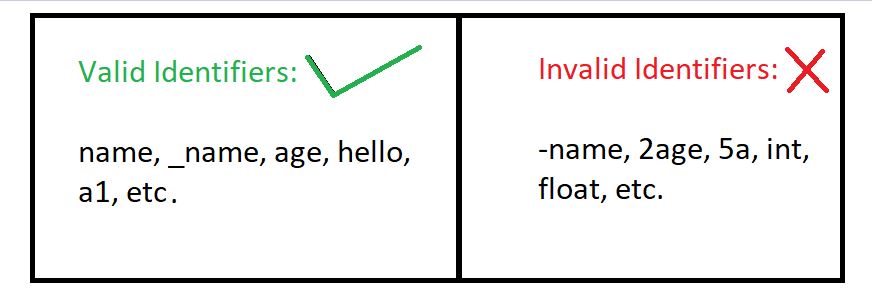 Valid Identifiers:
name, _name, age, hello,
a1, etc.
Invalid Identifiers:
-name, 2age, 5a, int,
float, etc.